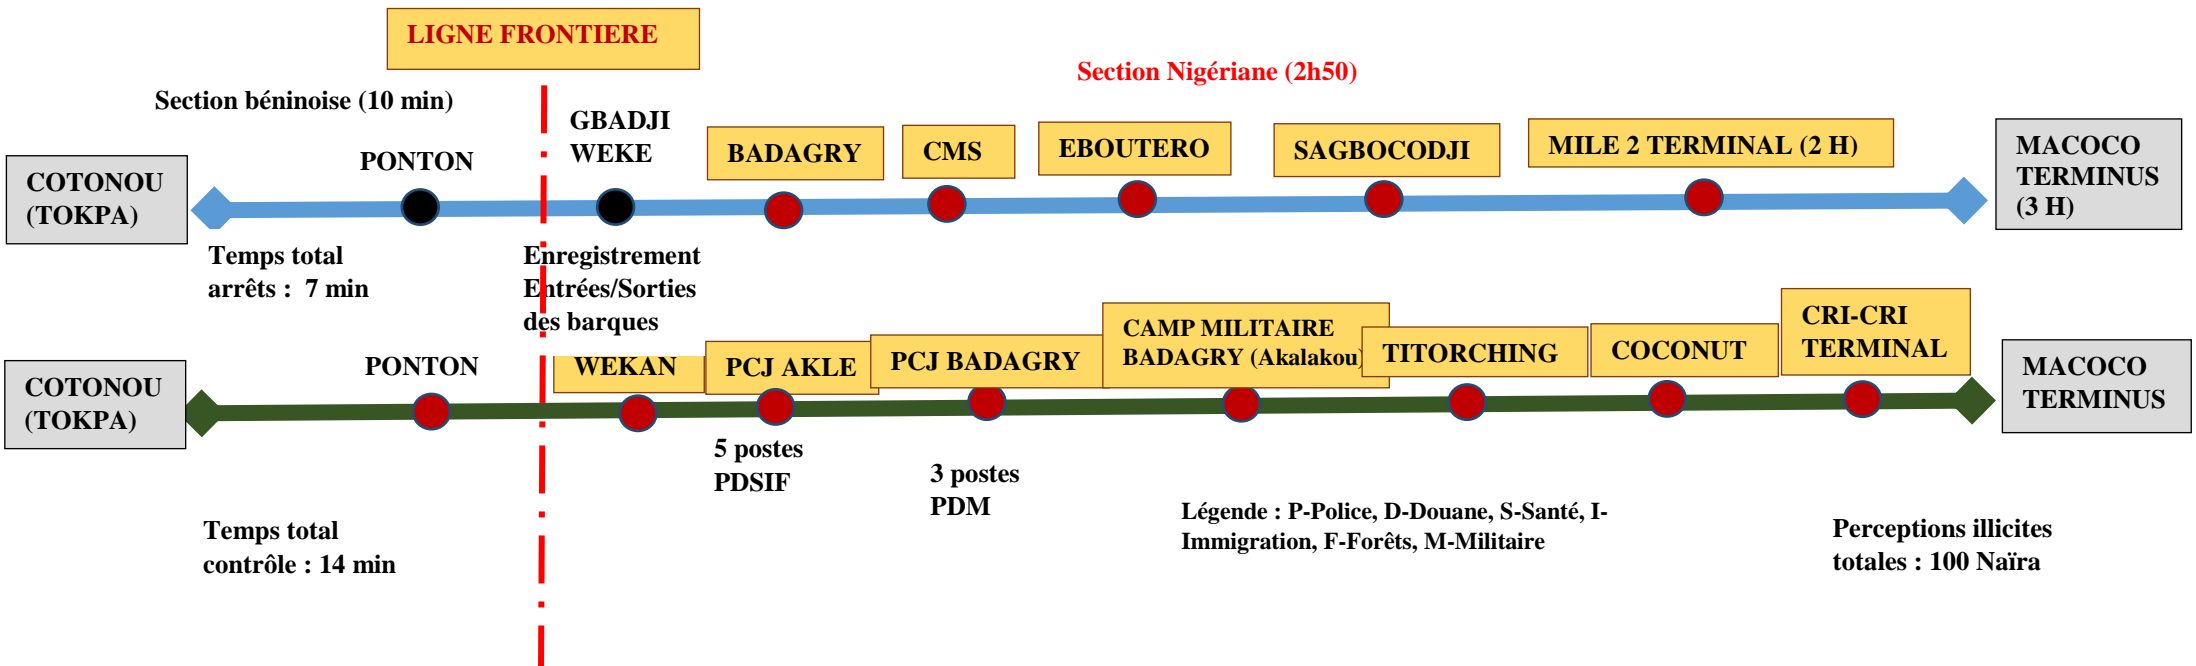 LIGNE FRONTIERE
Section Nigériane (2h50)
Section béninoise (10 min)
GBADJI
WEKE
PONTON
BADAGRY
CMS
EBOUTERO
SAGBOCODJI
MILE 2 TERMINAL (2 H)
MACOCO
TERMINUS
(3 H)
COTONOU
(TOKPA)
Temps total
arrêts :  7 min
Enregistrement
Entrées/Sorties
des barques
PONTON
WEKAN
PCJ AKLE
PCJ BADAGRY
CAMP MILITAIRE
BADAGRY (Akalakou)
TITORCHING
COCONUT
CRI-CRI
TERMINAL
COTONOU
(TOKPA)
MACOCO
TERMINUS
5 postes
PDSIF
3 postes
PDM
Légende : P-Police, D-Douane, S-Santé, I-
Immigration, F-Forêts, M-Militaire
Temps total
contrôle : 14 min
Perceptions illicites
totales : 100 Naïra